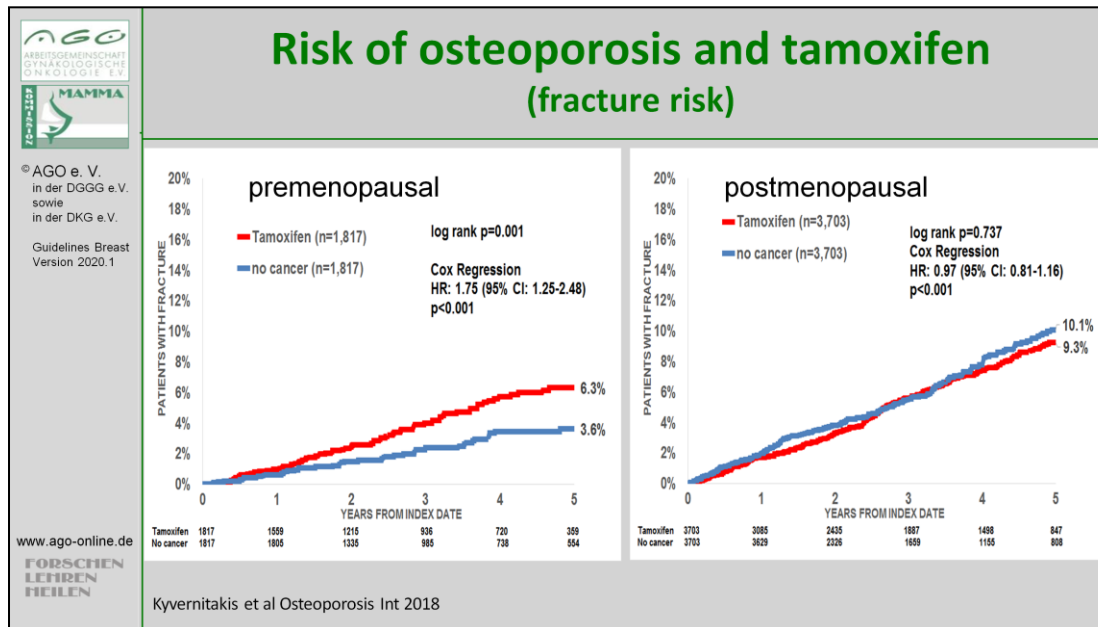 AGO
ARBEITSGEMEINSCHAFT
GYNÄKOLOGISCHE
ONKOLOGIE E.V.
KOMMISSION
MAMMA
© AGO e. V.
in der DGGG e.V.
sowie
in der DKG e.V.
Guidelines Breast
Version 2020.1
www.ago-online.de
FORSCHEN
LEHREN
HEILEN
Risk of osteoporosis and tamoxifen
(fracture risk)
premenopausal
PATIENTS WITH FRACTURE
20%
18%
16%
14%
12%
10%
8%
6%
4%
2%
0%
Tamoxifen (n=1,817)
no cancer (n=1,817)
log rank p=0.001
Cox Regression
HR: 1.75 (95% CI: 1.25-2.48)
p<0.001
6.3%
3.6%
0 1 2 3 4 5
YEARS FROM INDEX DATE
Tamoxifen 1817 1559 1215 936 720 359
No cancer 1817 1805 1335 985 738 554
postmenopausal
PATIENTS WITH FRACTURE
20%
18%
16%
14%
12%
10%
8%
6%
4%
2%
0%
Tamoxifen (n=3,703)
no cancer (n=3,703)
log rank p=0.737
Cox Regression
HR: 0.97 (95% CI: 0.81-1.16)
p<0.001
10.1%
9.3%
0 1 2 3 4 5
YEARS FROM INDEX DATE
Tamoxifen 3703 3085 2435 1887 1498 847
No cancer 3703 3629 2326 1659 1155 808
Kyvernitakis et al Osteoporosis Int 2018